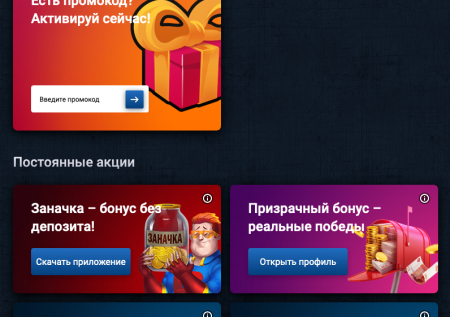 Есть промокод?
Активируй сейчас!
Введите промокод
Постоянные акции
Заначка – бонус без
депозита!
ЗАНАЧКА
Скачать приложение
Призрачный бонус –
реальные победы
Открыть профиль